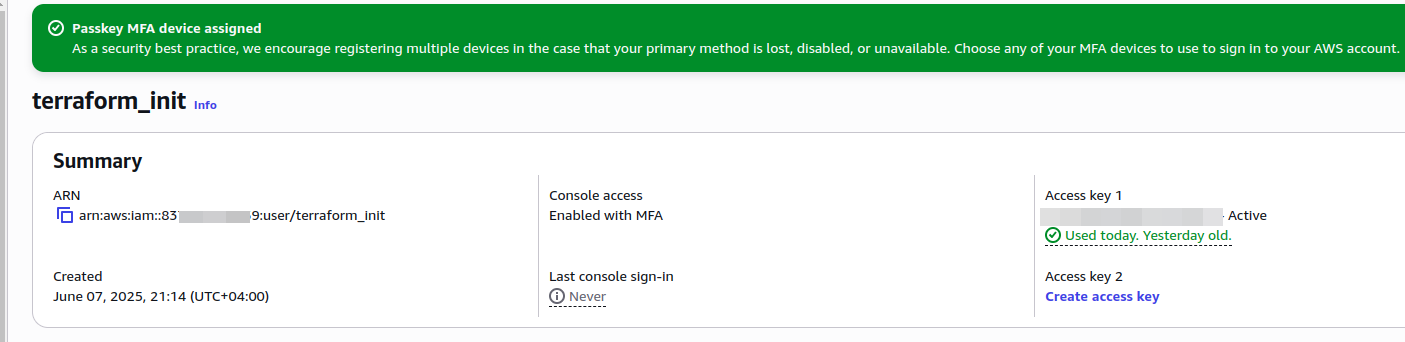 Passkey MFA device assigned
As a security best practice, we encourage registering multiple devices in the case that your primary method is lost, disabled, or unavailable. Choose any of your MFA devices to use to sign in to your AWS account.
terraform_init Info
Summary
ARN
arn:aws:iam::83 9:user/terraform_init
Created
June 07, 2025, 21:14 (UTC+04:00)
Console access
Enabled with MFA
Last console sign-in
Never
Access key 1
Active
Used today. Yesterday old.
Access key 2
Create access key